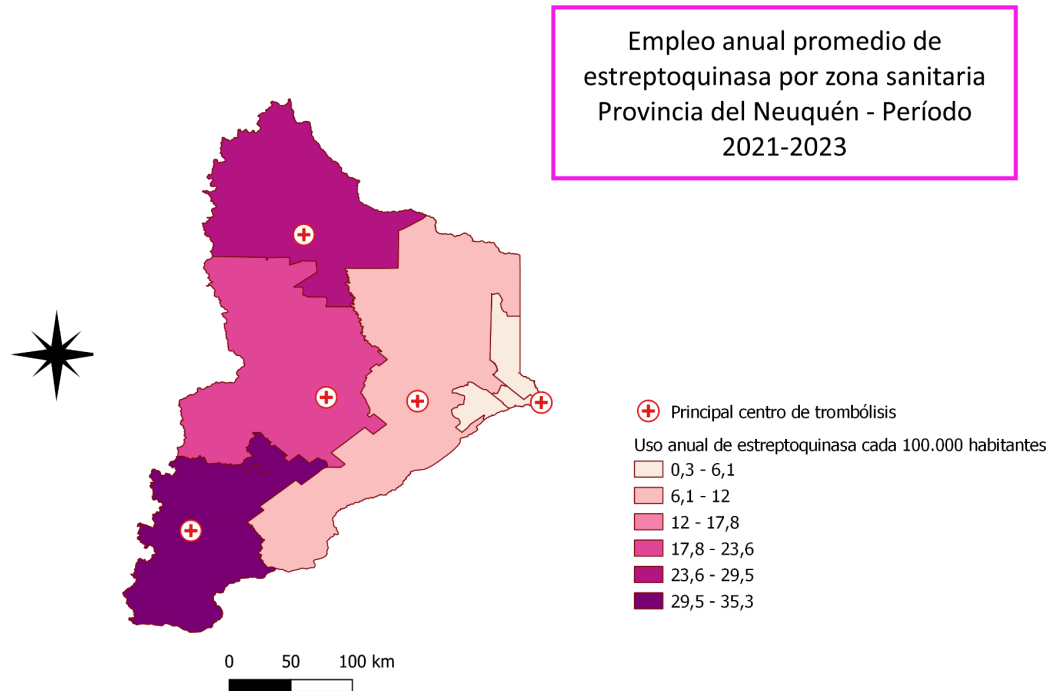 Empleo anual promedio de
estreptoquinasa por zona sanitaria
Provincia del Neuquén - Período
2021-2023
Principal centro de trombólisis
Uso anual de estreptoquinasa cada 100.000 habitantes
0,3 - 6,1
6,1 - 12
12 - 17,8
17,8 - 23,6
23,6 - 29,5
29,5 - 35,3
0 50 100 km